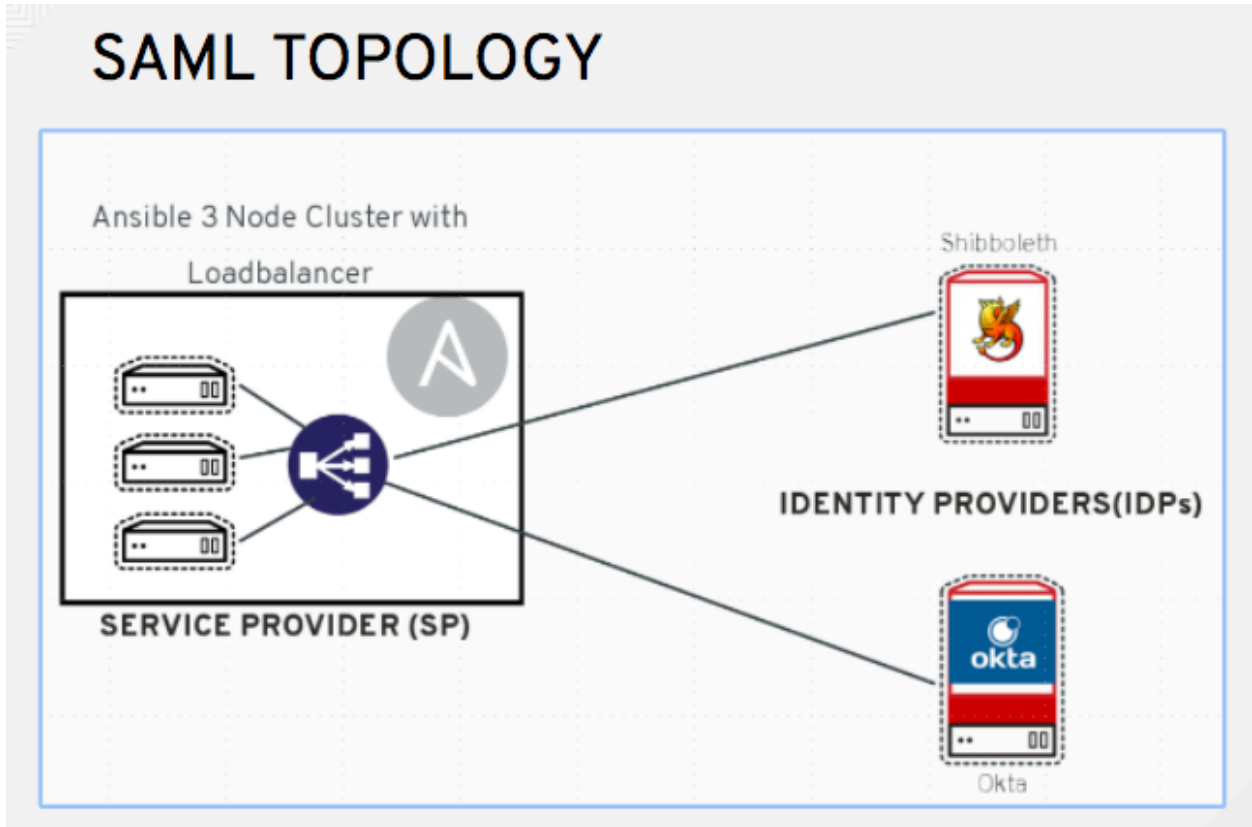 SAML TOPOLOGY
Ansible 3 Node Cluster with
Loadbalancer
SERVICE PROVIDER (SP)
Shibboleth
IDENTITY PROVIDERS(IDPs)
okta
Okta